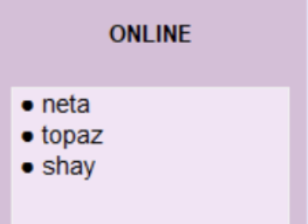 ONLINE
● neta
● topaz
● shay